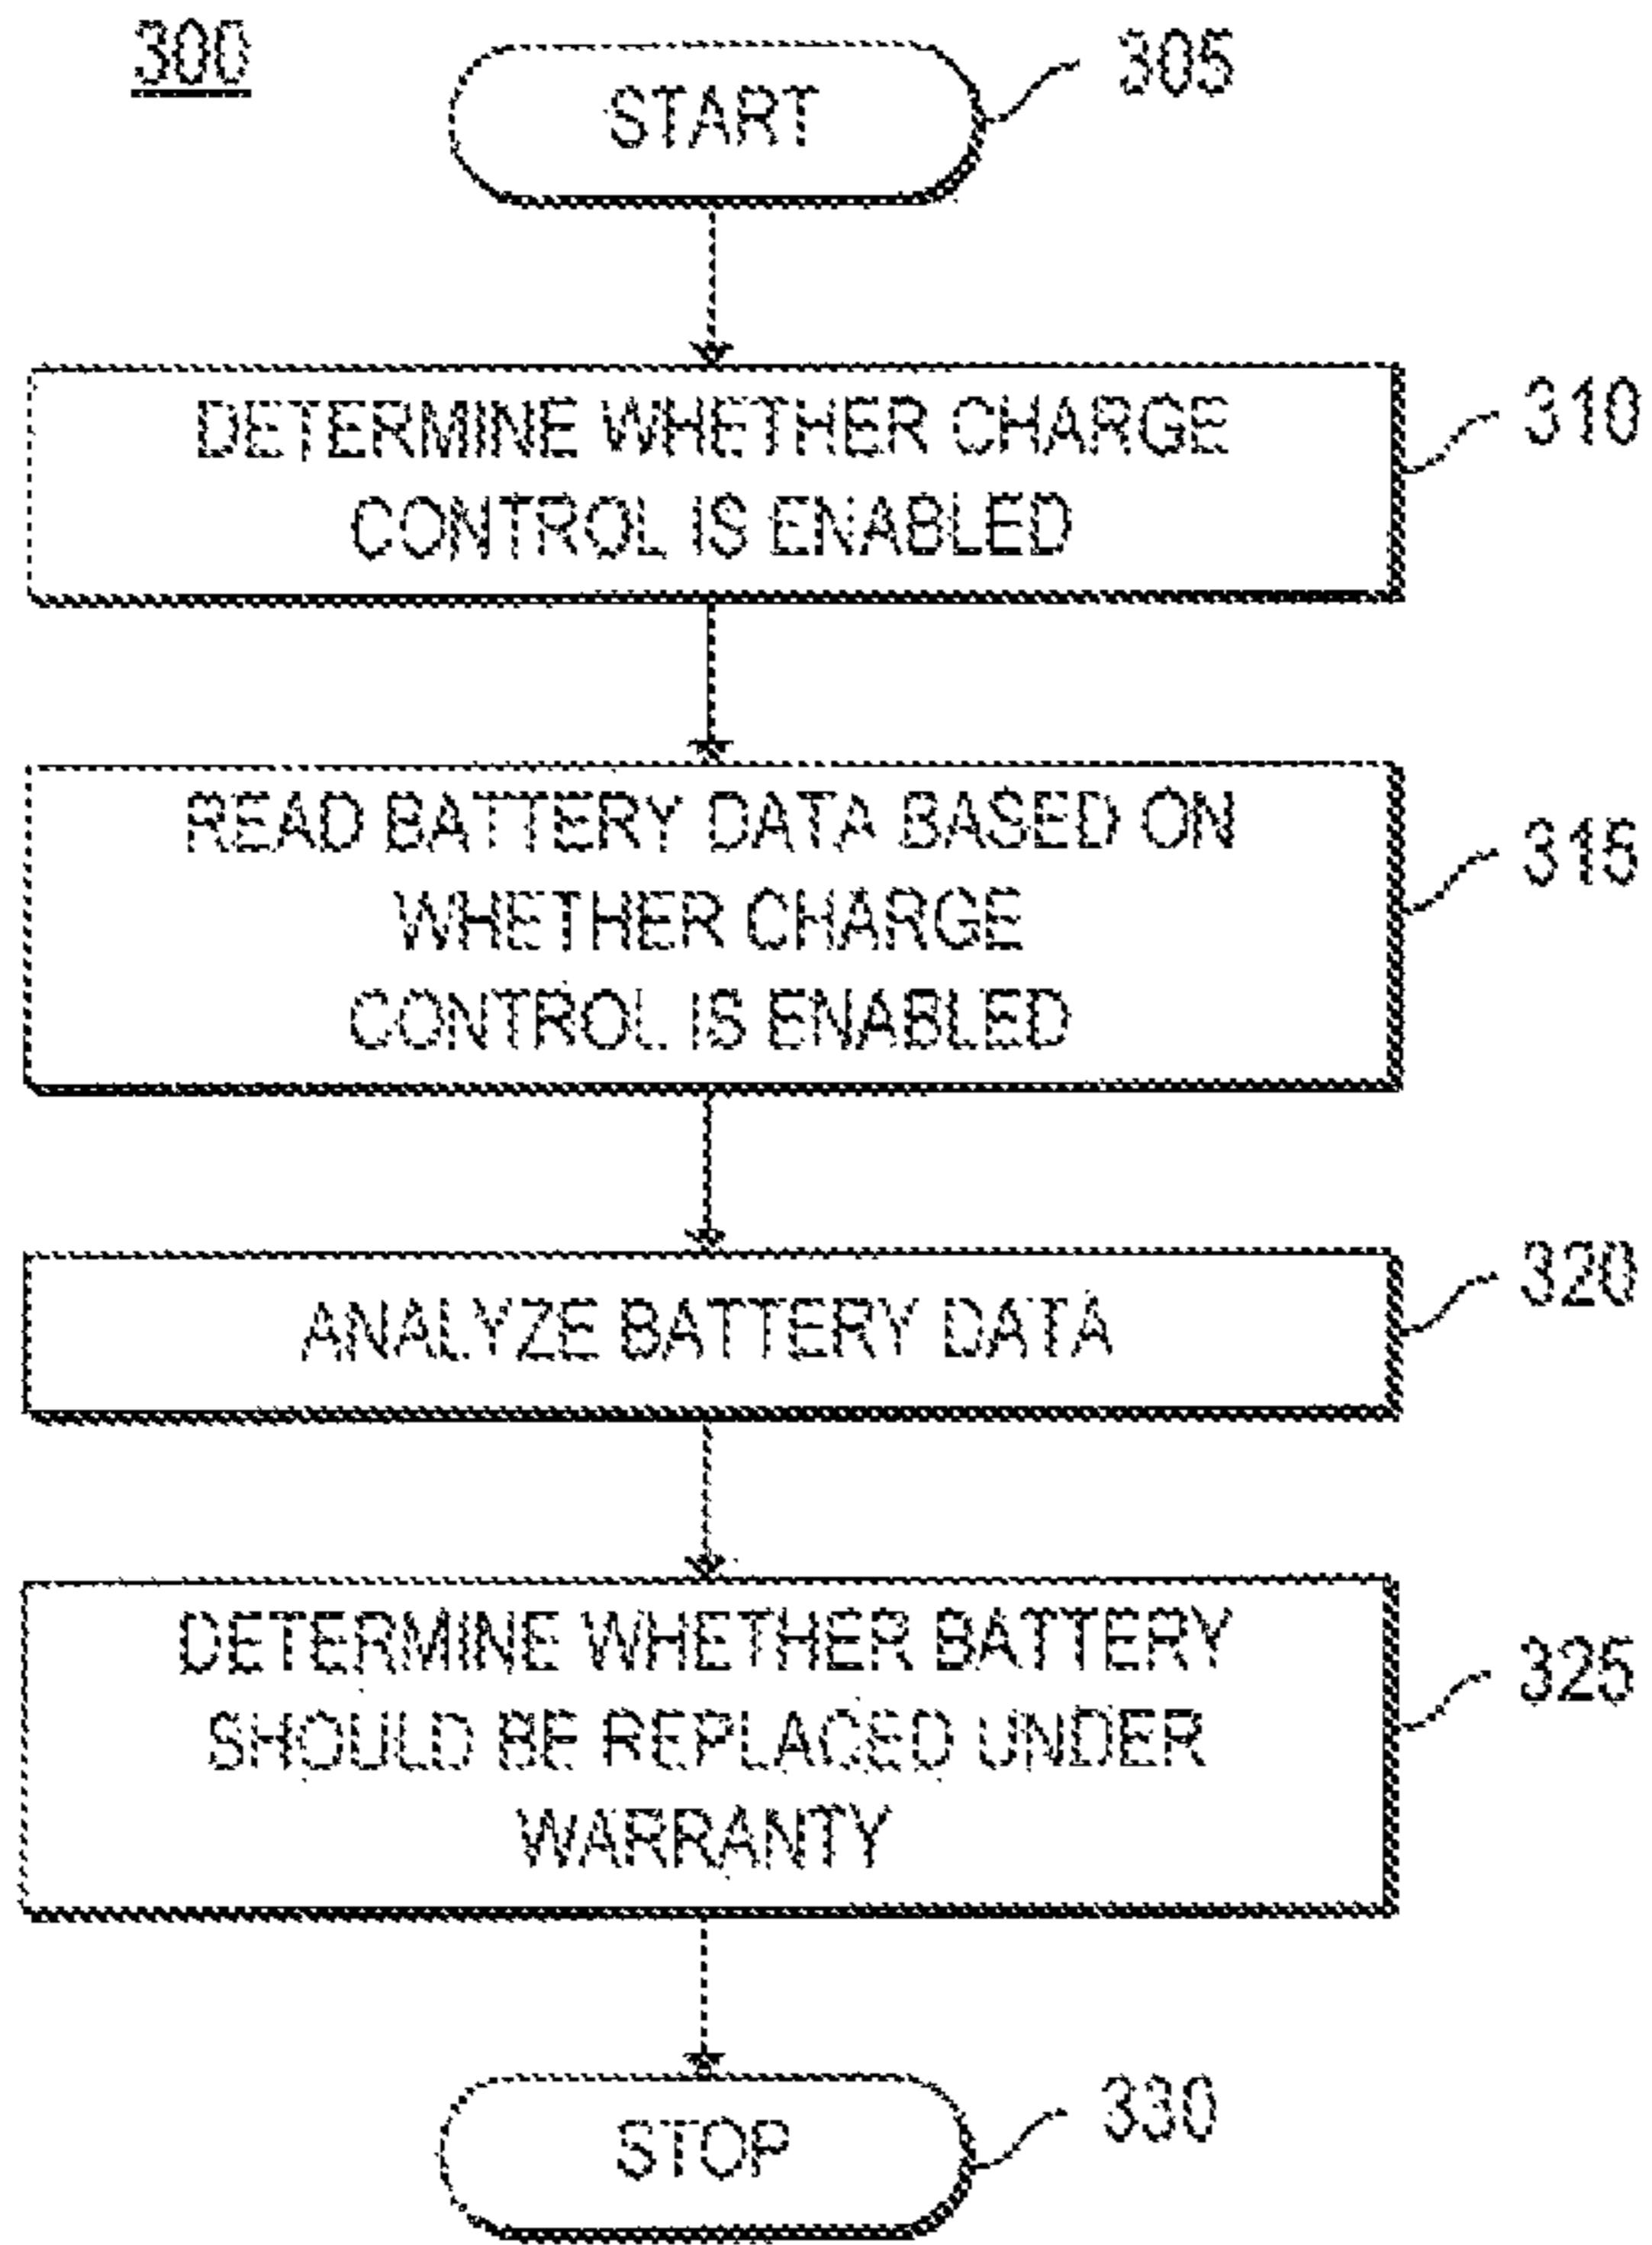 300
START
305
DETERMINE WHETHER CHARGE
CONTROL IS ENABLED
310
READ BATTERY DATA BASED ON
WHETHER CHARGE
CONTROL IS ENABLED
315
ANALYZE BATTERY DATA
320
DETERMINE WHETHER BATTERY
SHOULD BE REPLACED UNDER
WARRANTY
325
STOP
330